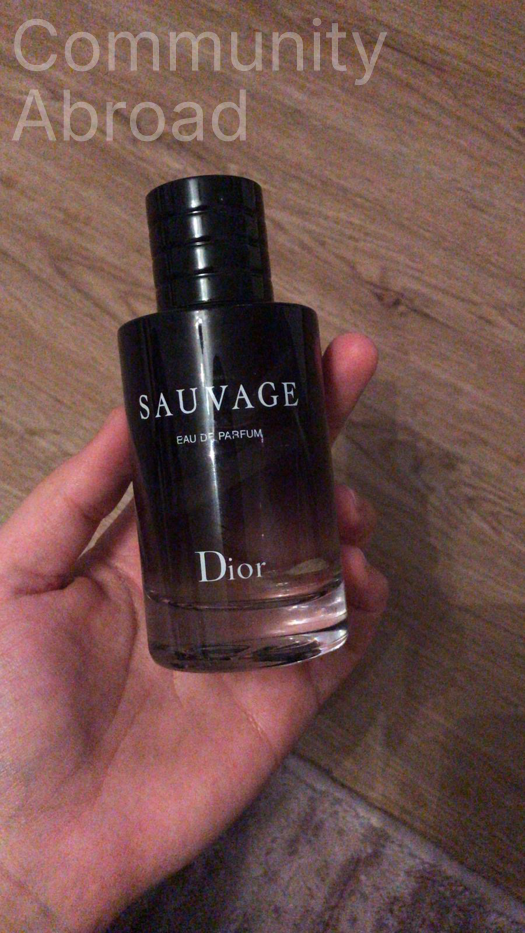 Community
Abroad
SAUVAGE
EAU DE PARFUM
Dior